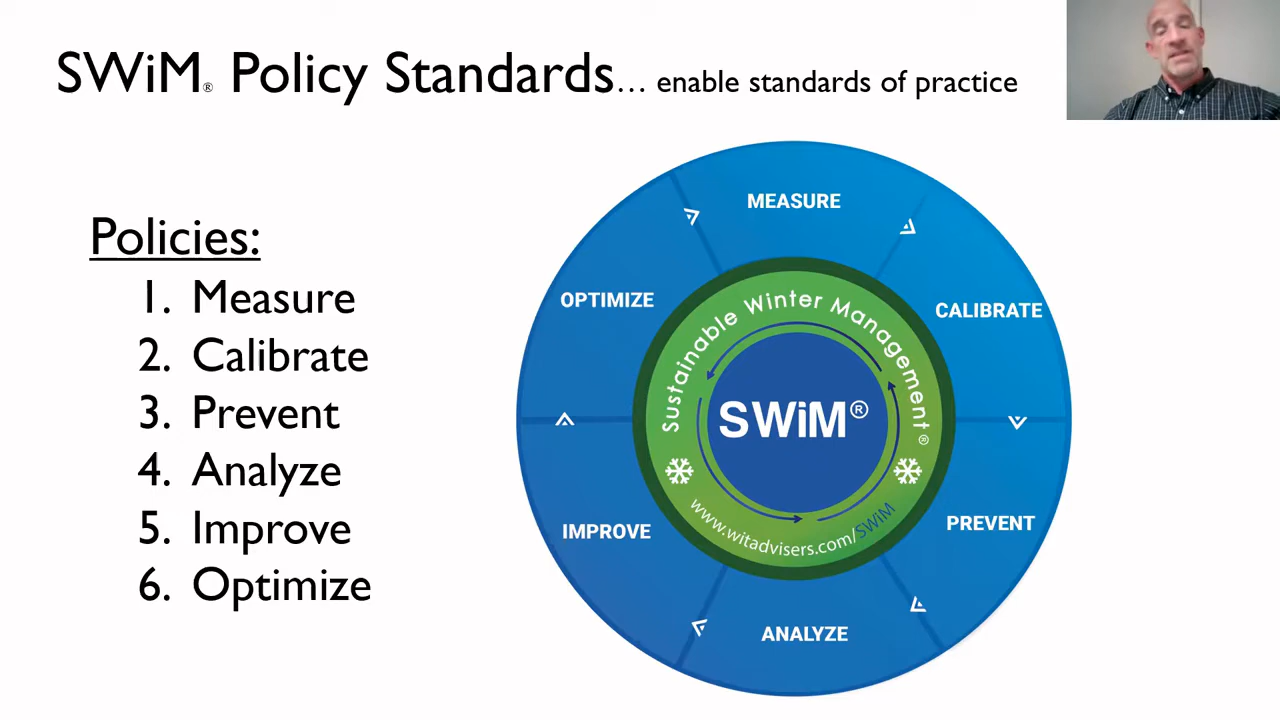 SWiM® Policy Standards… enable standards of practice
Policies:
1. Measure
2. Calibrate
3. Prevent
4. Analyze
5. Improve
6. Optimize
MEASURE
CALIBRATE
PREVENT
ANALYZE
IMPROVE
OPTIMIZE
Sustainable Winter Management®
SWiM®
www.witadvisers.com/SWiM